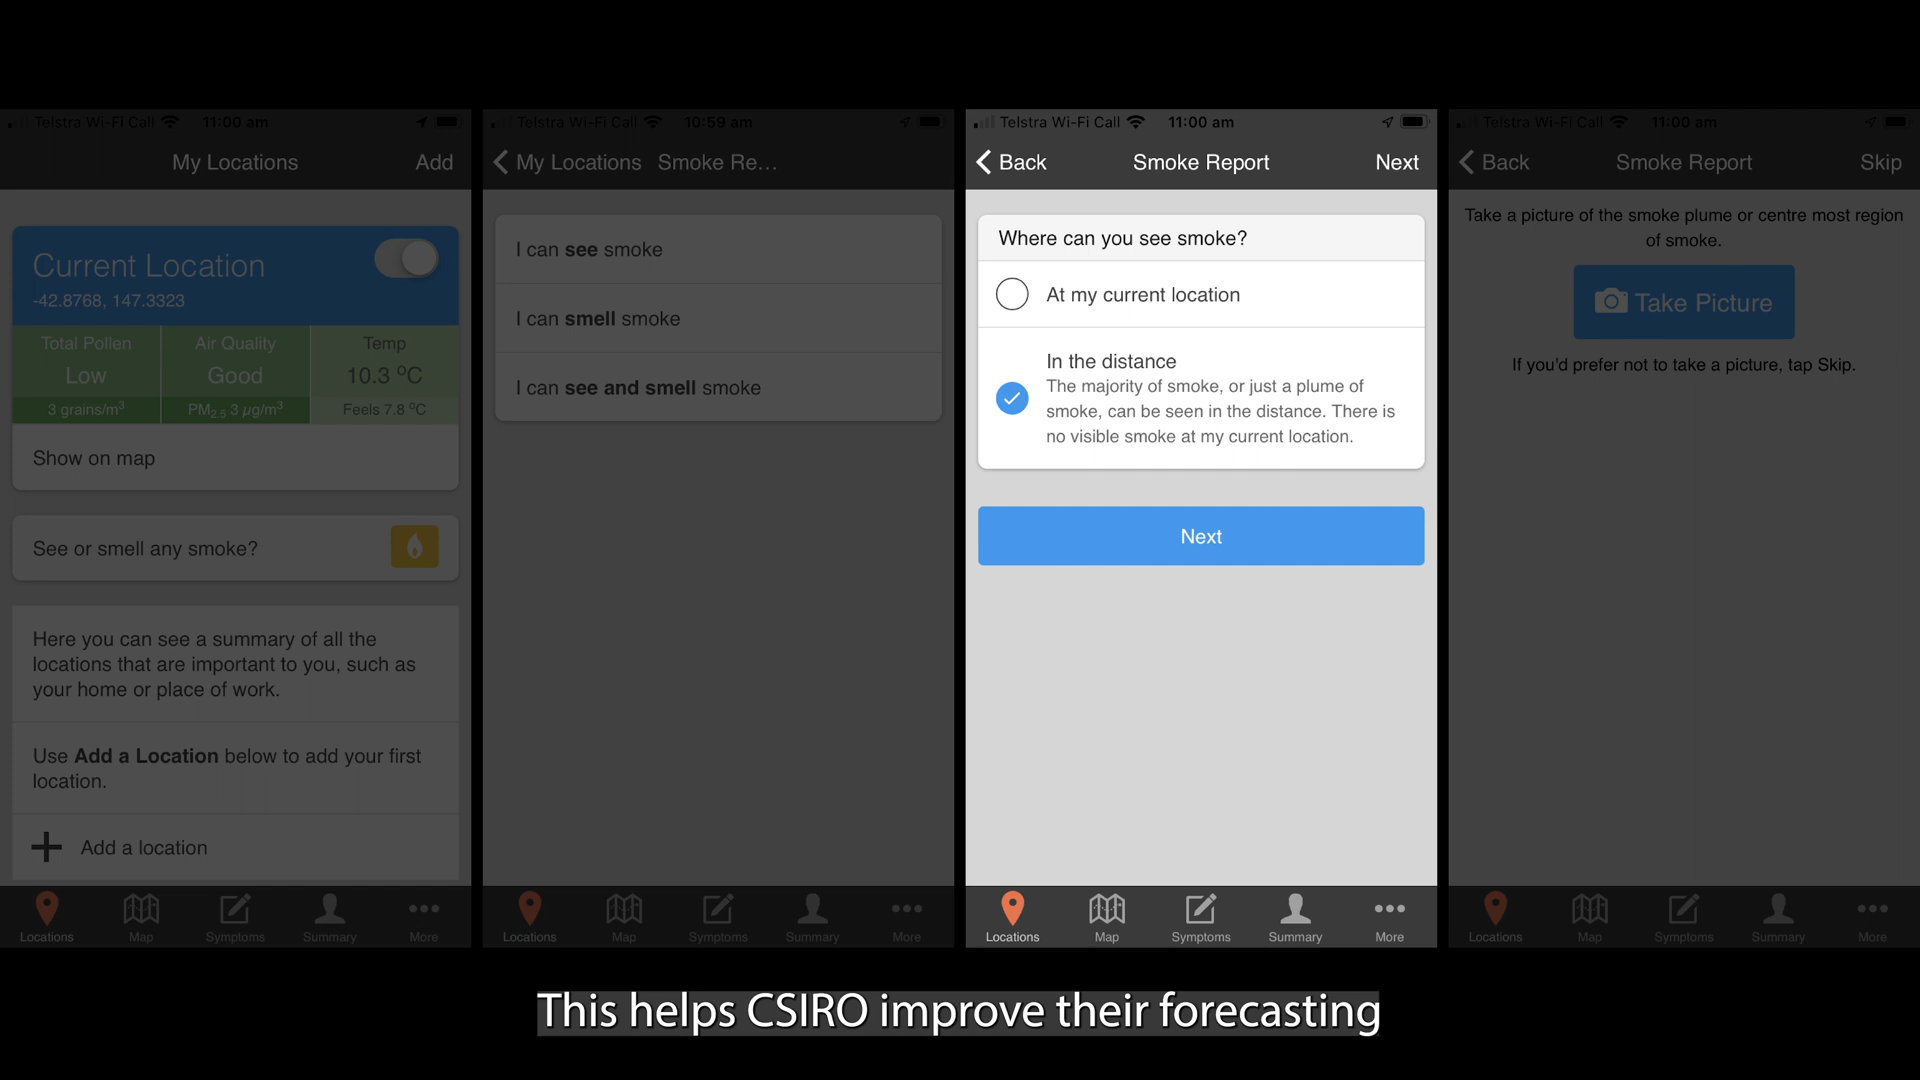 Telstra Wi-Fi Call 11:00 am
My Locations Add
Current Location
-42.8768, 147.3323
Total Pollen
Low
3 grains/m³
Air Quality
Good
PM₂.₅ 3 µg/m³
Temp
10.3 ºC
Feels 7.8 ºC
Show on map
See or smell any smoke?
Here you can see a summary of all the
locations that are important to you, such as
your home or place of work.
Use Add a Location below to add your first
location.
Add a location
Locations Map Symptoms Summary More
Telstra Wi-Fi Call 10:59 am
My Locations Smoke Re...
I can see smoke
I can smell smoke
I can see and smell smoke
Locations Map Symptoms Summary More
Telstra Wi-Fi Call 11:00 am
Back Smoke Report Next
Where can you see smoke?
At my current location
In the distance
The majority of smoke, or just a plume of
smoke, can be seen in the distance. There is
no visible smoke at my current location.
Next
Locations Map Symptoms Summary More
Telstra Wi-Fi Call 11:00 am
Back Smoke Report Skip
Take a picture of the smoke plume or centre most region
of smoke.
Take Picture
If you'd prefer not to take a picture, tap Skip.
Locations Map Symptoms Summary More
This helps CSIRO improve their forecasting